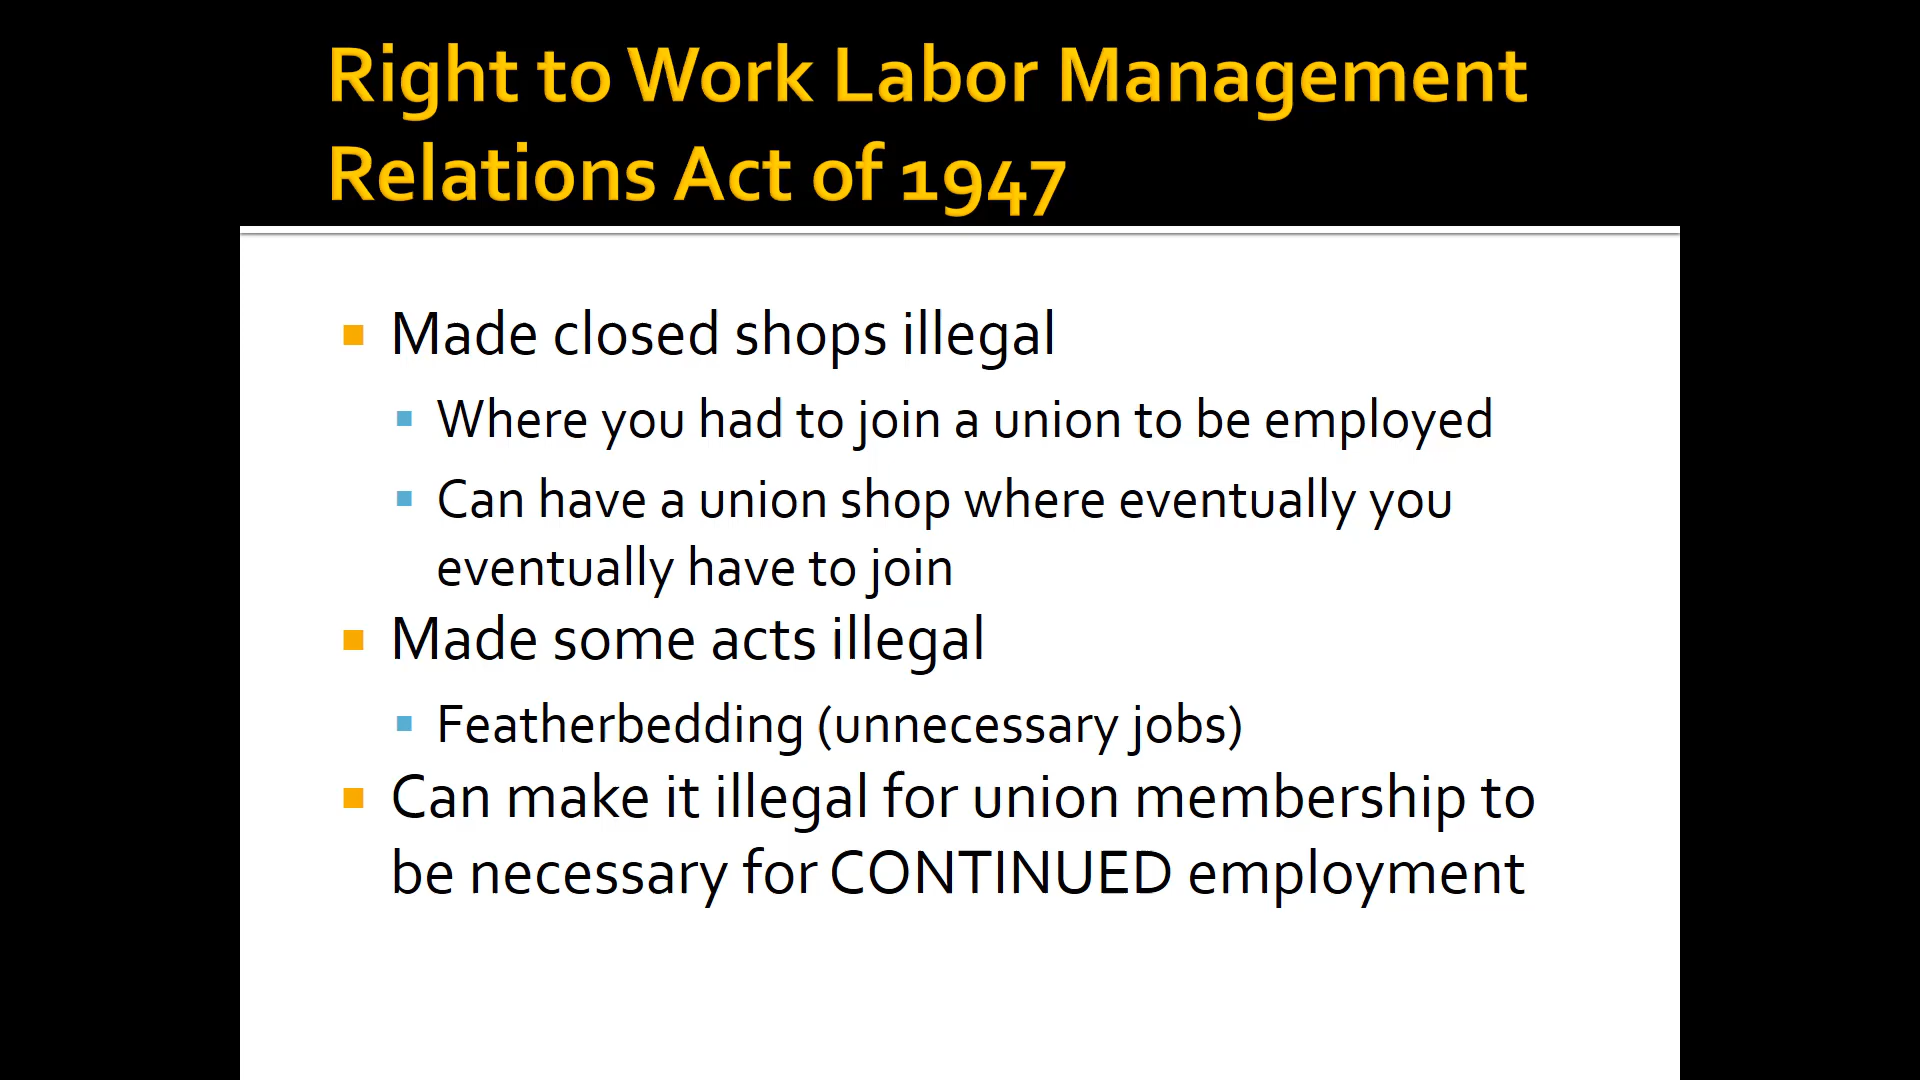 Right to Work Labor Management
Relations Act of 1947
Made closed shops illegal
Where you had to join a union to be employed
Can have a union shop where eventually you
eventually have to join
Made some acts illegal
Featherbedding (unnecessary jobs)
Can make it illegal for union membership to
be necessary for CONTINUED employment